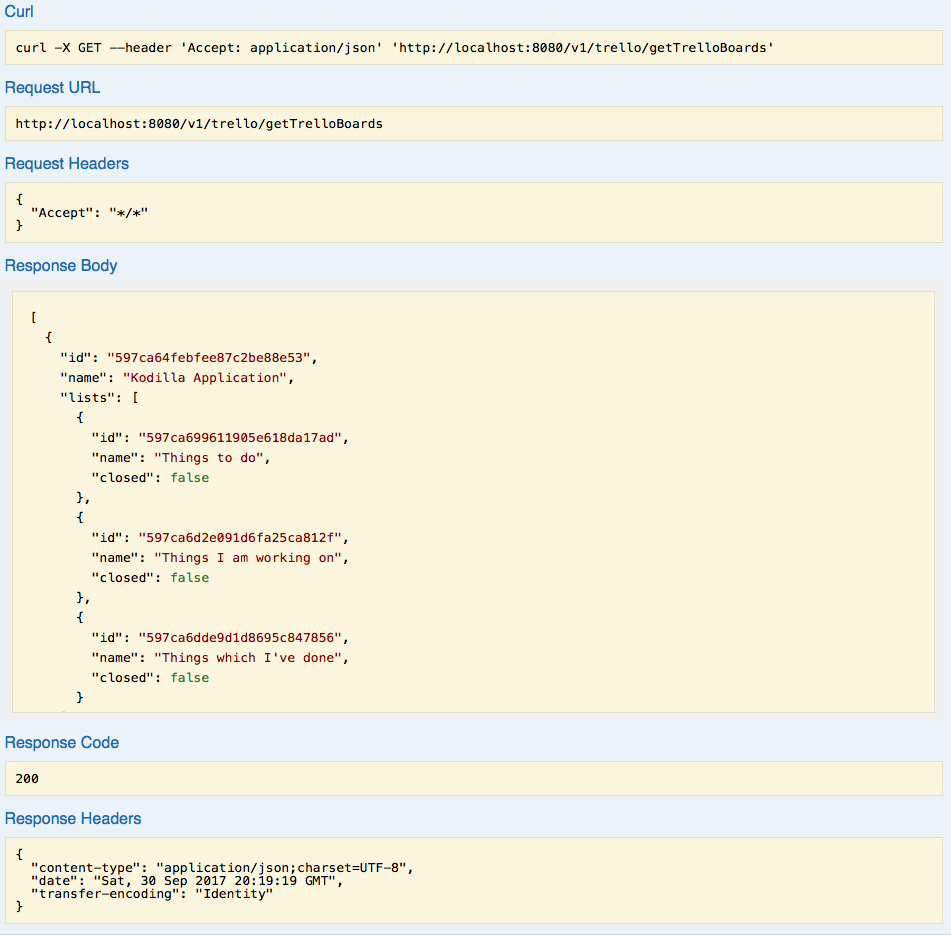 Curl
curl -X GET --header 'Accept: application/json' 'http://localhost:8080/v1/trello/getTrelloBoards'
Request URL
http://localhost:8080/v1/trello/getTrelloBoards
Request Headers
{
  "Accept": "*/*"
}
Response Body
[
  {
    "id": "597ca64febfee87c2be88e53",
    "name": "Kodilla Application",
    "lists": [
      {
        "id": "597ca699611905e618da17ad",
        "name": "Things to do",
        "closed": false
      },
      {
        "id": "597ca6d2e091d6fa25ca812f",
        "name": "Things I am working on",
        "closed": false
      },
      {
        "id": "597ca6dde9d1d8695c847856",
        "name": "Things which I've done",
        "closed": false
      }
Response Code
200
Response Headers
{
  "content-type": "application/json;charset=UTF-8",
  "date": "Sat, 30 Sep 2017 20:19:19 GMT",
  "transfer-encoding": "Identity"
}